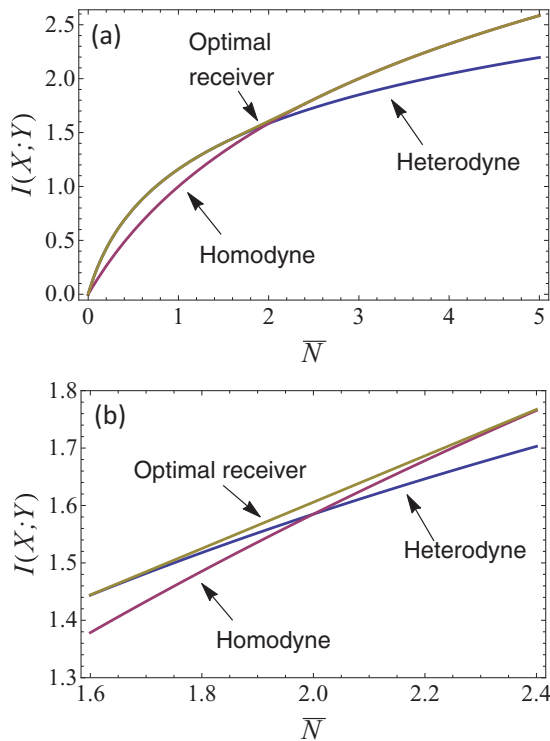 (a)
Optimal
receiver
Heterodyne
Homodyne
I(X;Y)
2.5
2.0
1.5
1.0
0.5
0.0
0 1 2 3 4 5
N̅
(b)
Optimal receiver
Heterodyne
Homodyne
I(X;Y)
1.8
1.7
1.6
1.5
1.4
1.3
1.6 1.8 2.0 2.2 2.4
N̅